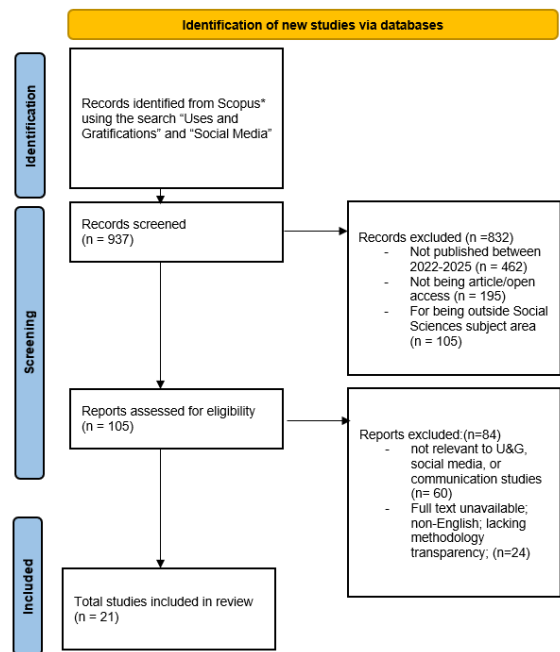 Identification of new studies via databases
Identification
Records identified from Scopus*
using the search “Uses and
Gratifications” and “Social Media”
Screening
Records screened
(n = 937)
Records excluded (n =832)
- Not published between
2022-2025 (n = 462)
- Not being article/open
access (n = 195)
- For being outside Social
Sciences subject area
(n = 105)
Reports assessed for eligibility
(n = 105)
Reports excluded:(n=84)
- not relevant to U&G,
social media, or
communication studies
(n= 60)
- Full text unavailable;
non-English; lacking
methodology
transparency; (n=24)
Included
Total studies included in review
(n = 21)